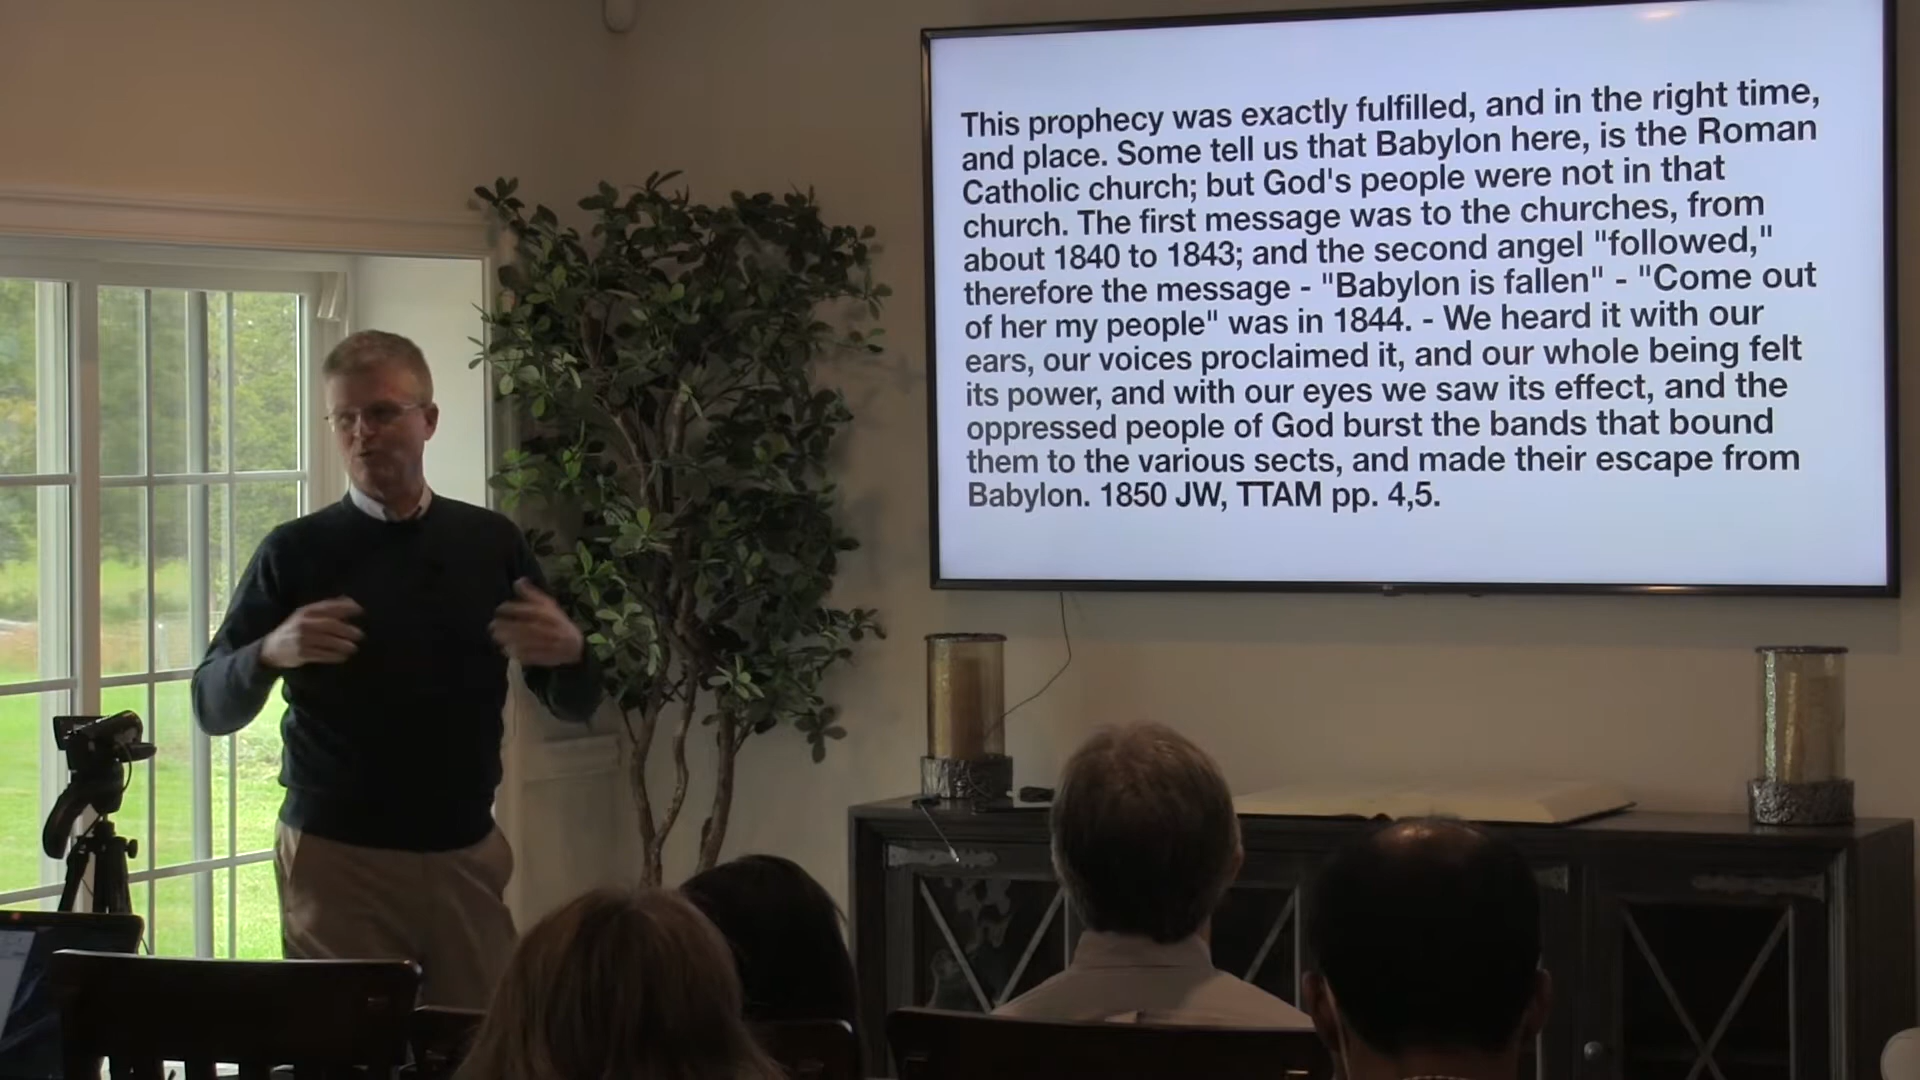 This prophecy was exactly fulfilled, and in the right time,
and place. Some tell us that Babylon here, is the Roman
Catholic church; but God's people were not in that
church. The first message was to the churches, from
about 1840 to 1843; and the second angel "followed,"
therefore the message - "Babylon is fallen" - "Come out
of her my people" was in 1844. - We heard it with our
ears, our voices proclaimed it, and our whole being felt
its power, and with our eyes we saw its effect, and the
oppressed people of God burst the bands that bound
them to the various sects, and made their escape from
Babylon. 1850 JW, TTAM pp. 4,5.